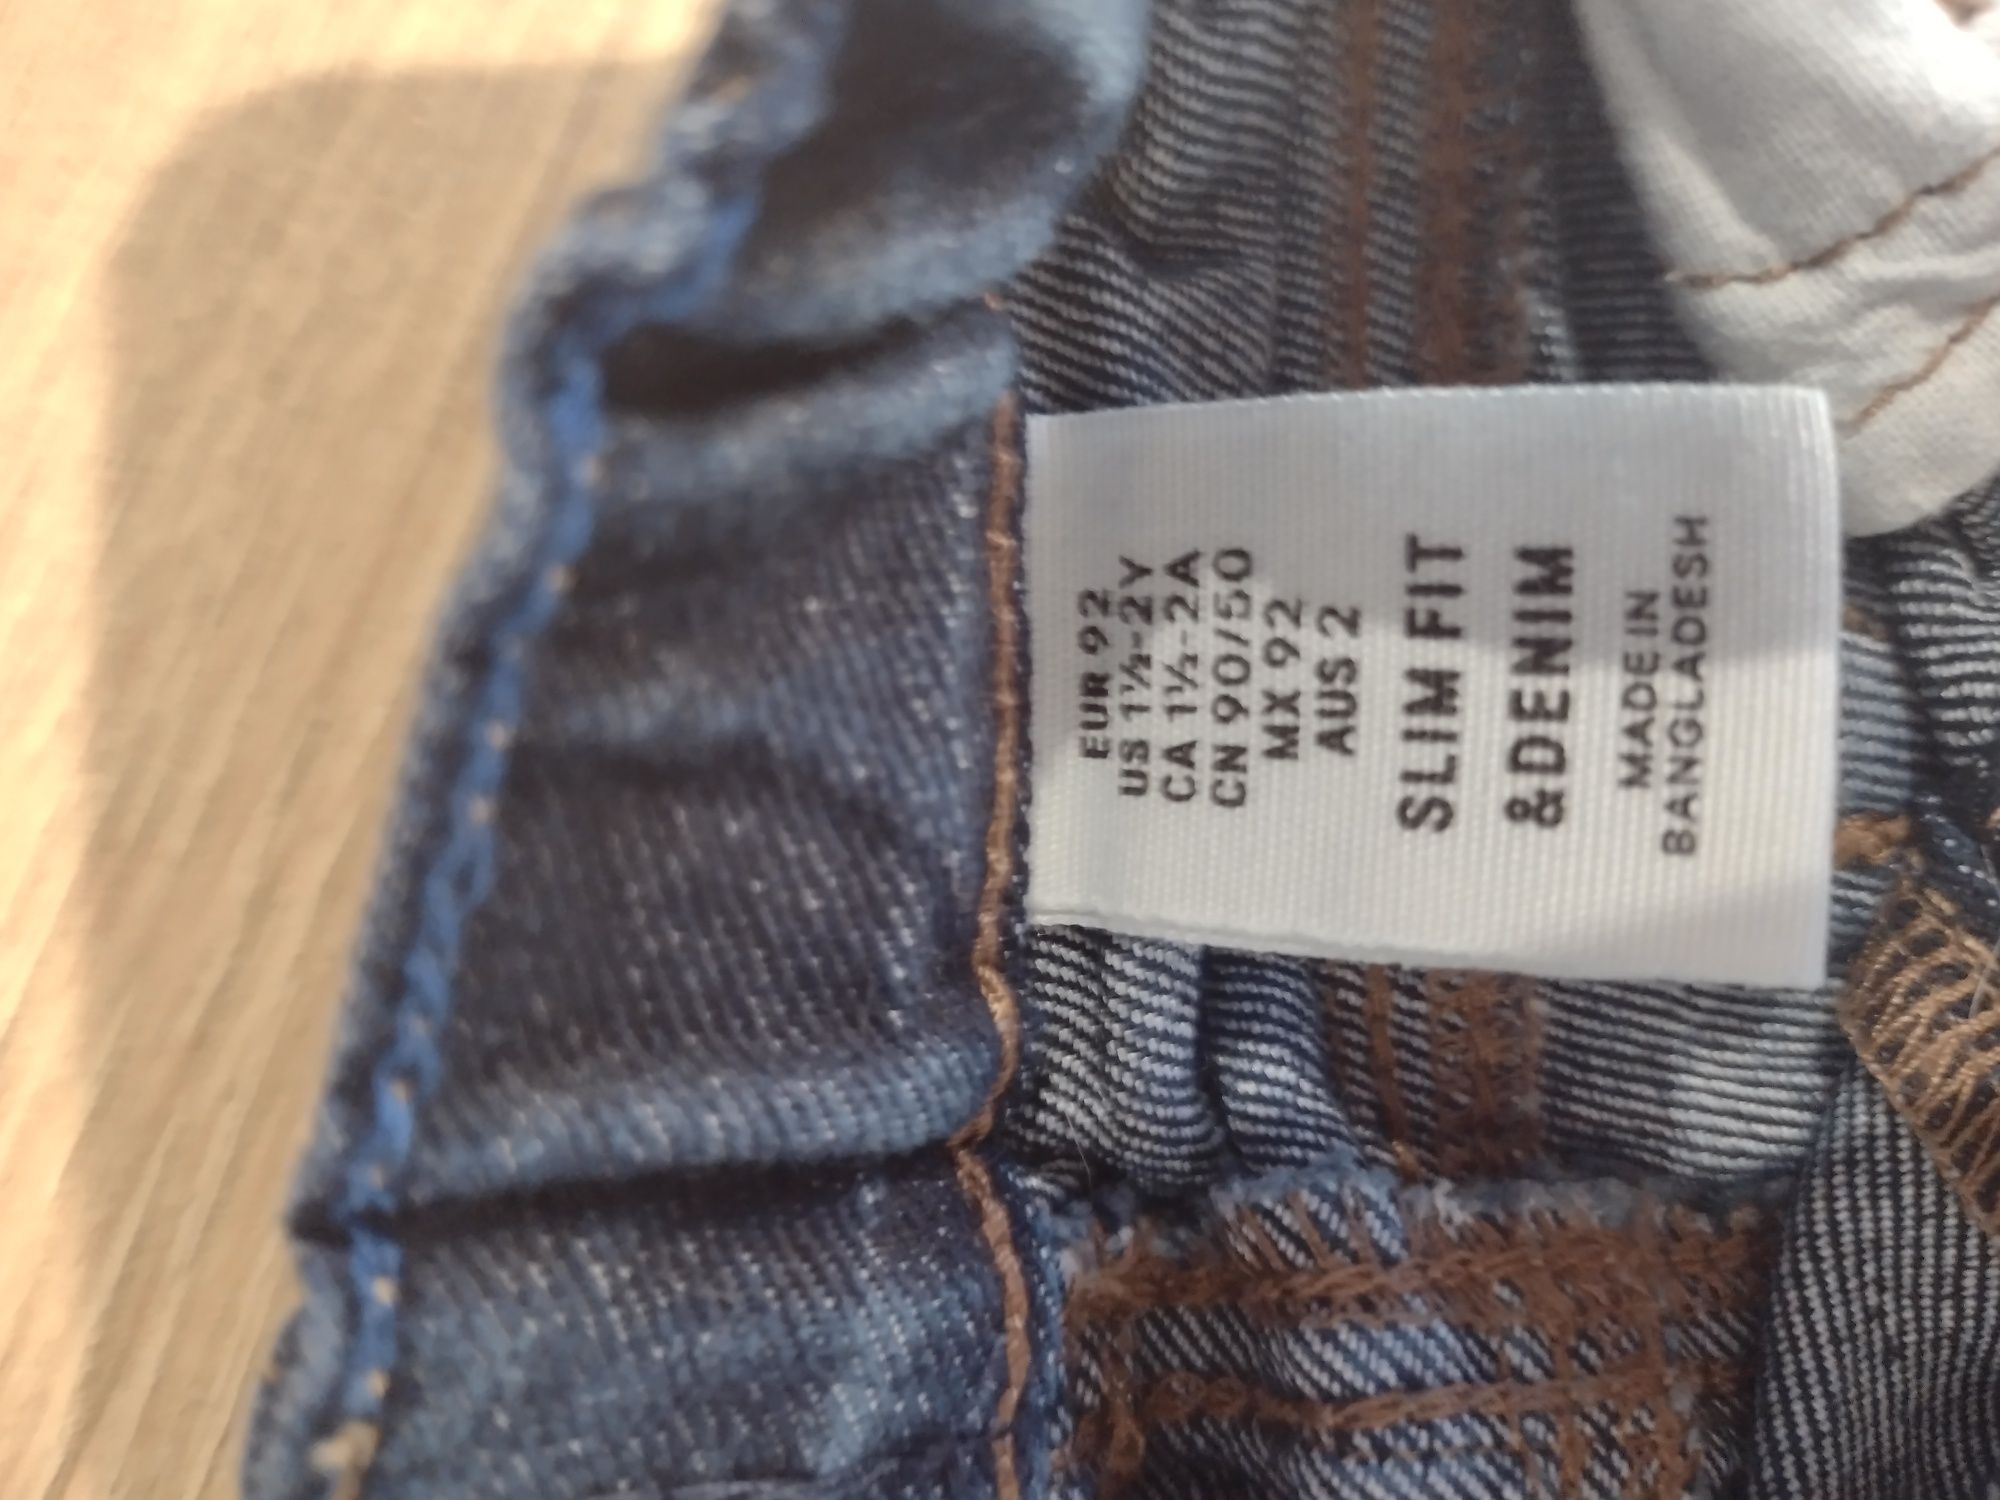 EUR 92
US 1½-2Y
CA 1½-2A
CN 90/50
MX 92
AUS 2
SLIM FIT
&DENIM
MADE IN
BANGLADESH